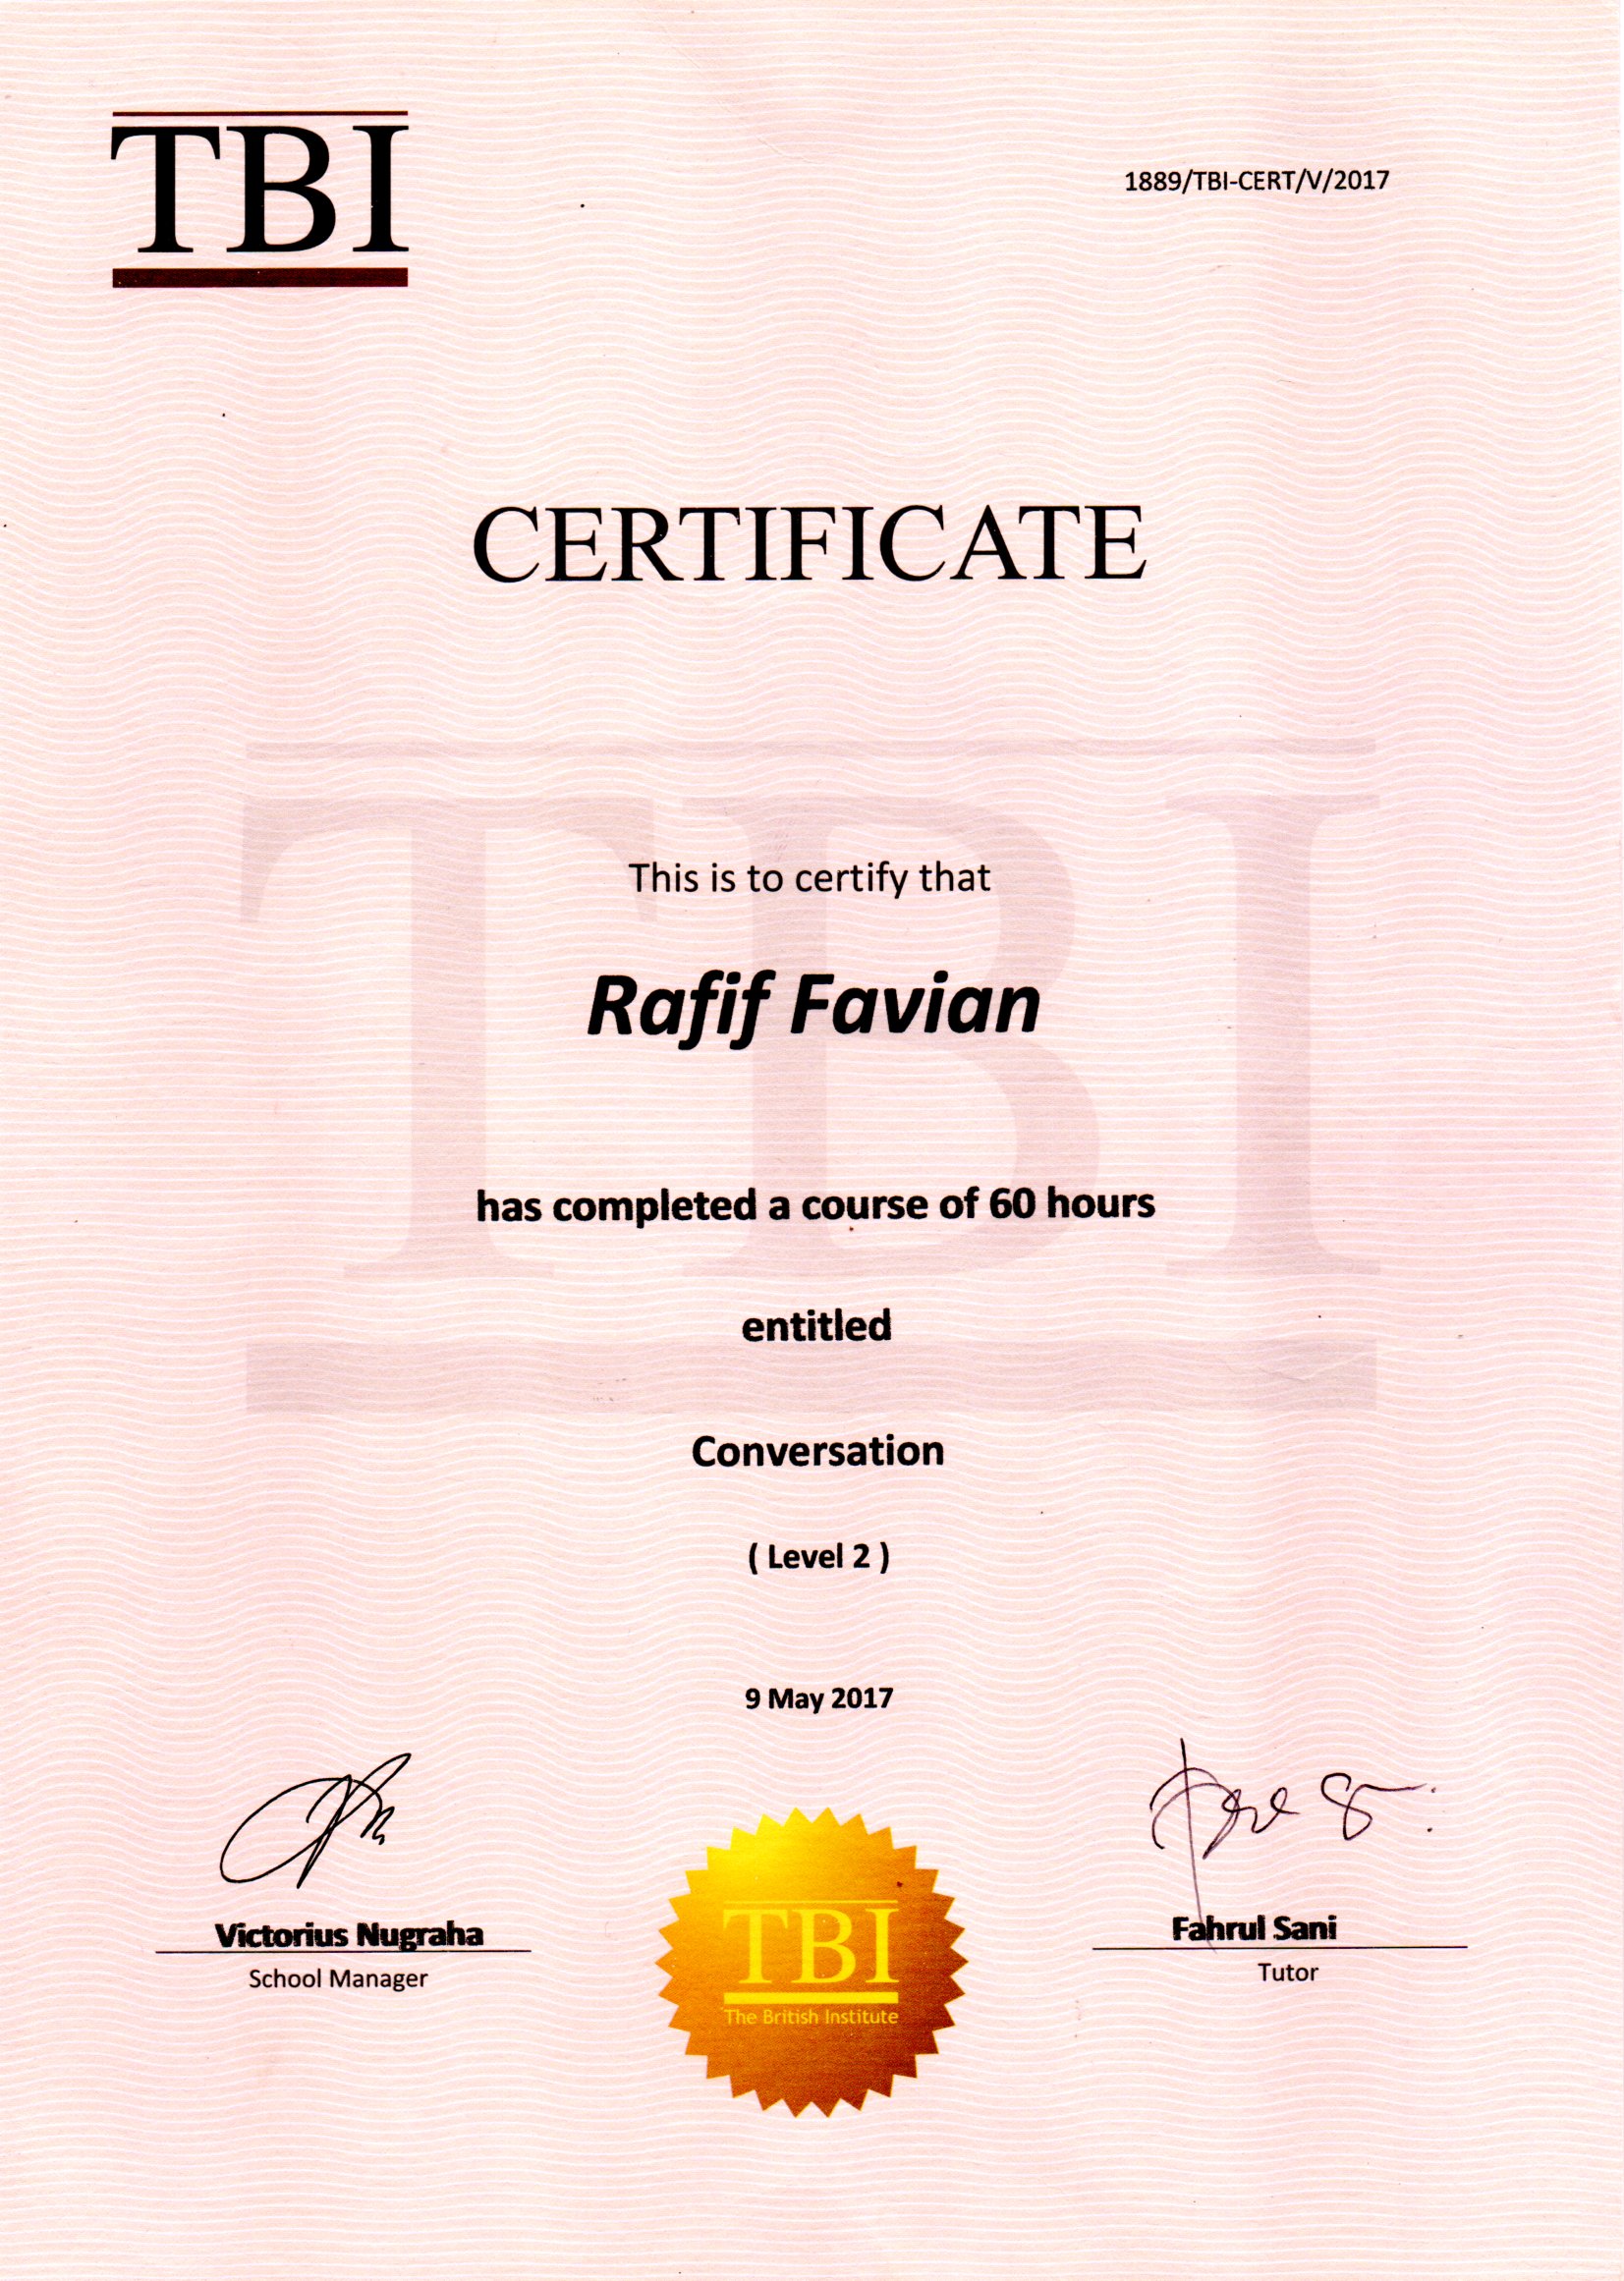 TBI
1889/TBI-CERT/V/2017
CERTIFICATE
TBI
This is to certify that
Rafif Favian
has completed a course of 60 hours
entitled
Conversation
( Level 2 )
9 May 2017
Victorius Nugraha
School Manager
Fahrul Sani
Tutor
TBI
The British Institute